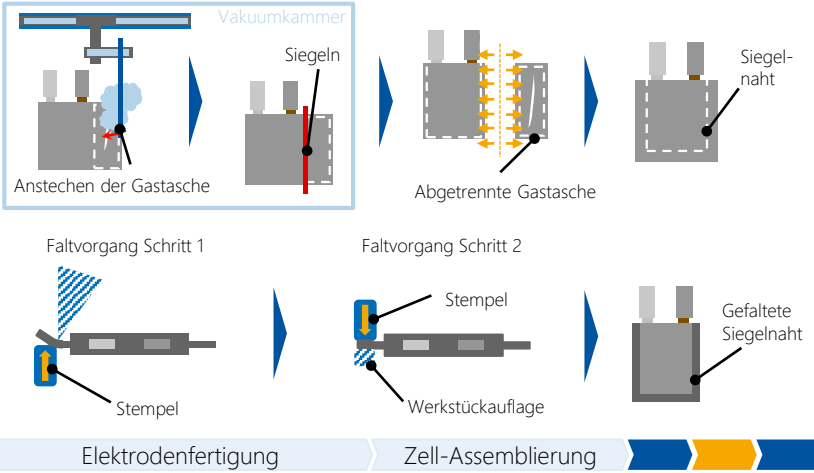 Vakuumkammer
Siegeln
Siegel-
naht
Anstechen der Gastasche
Abgetrennte Gastasche
Faltvorgang Schritt 1
Faltvorgang Schritt 2
Stempel
Gefaltete
Siegelnaht
Stempel
Werkstückauflage
Elektrodenfertigung
Zell-Assemblierung